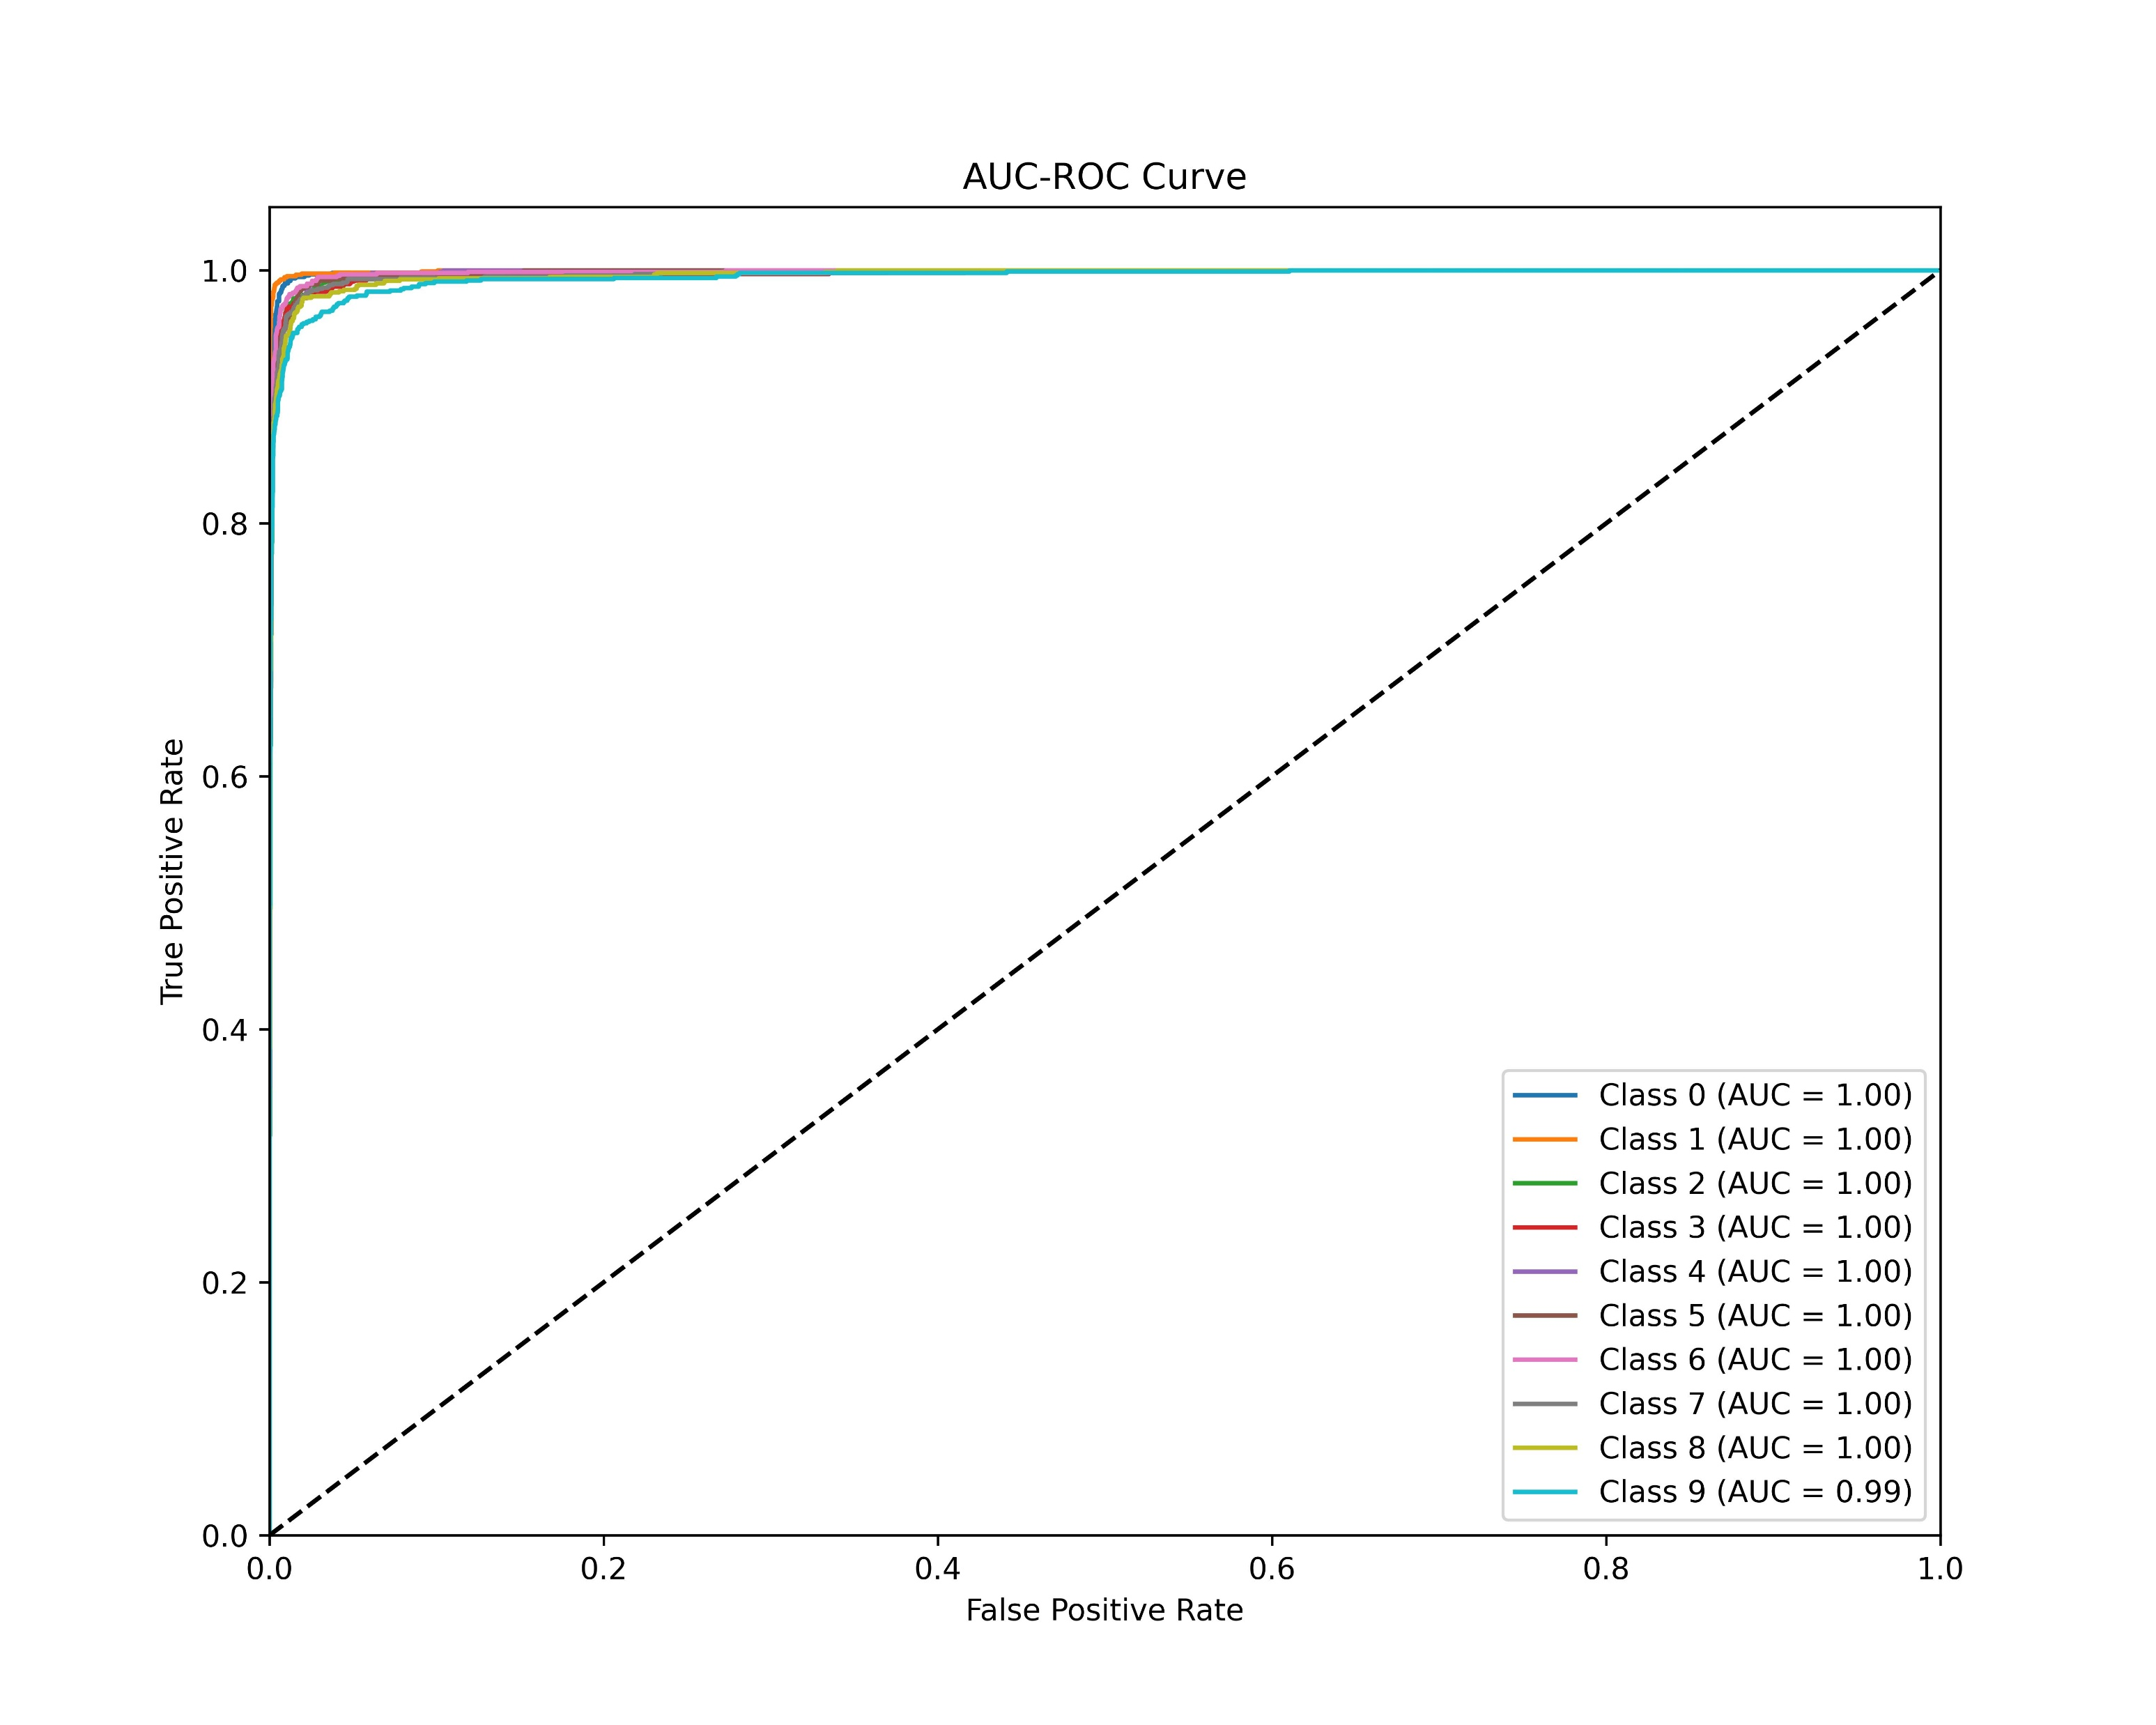 AUC-ROC Curve
True Positive Rate
1.0
0.8
0.6
0.4
0.2
0.0
0.0 0.2 0.4 0.6 0.8 1.0
False Positive Rate
Class 0 (AUC = 1.00)
Class 1 (AUC = 1.00)
Class 2 (AUC = 1.00)
Class 3 (AUC = 1.00)
Class 4 (AUC = 1.00)
Class 5 (AUC = 1.00)
Class 6 (AUC = 1.00)
Class 7 (AUC = 1.00)
Class 8 (AUC = 1.00)
Class 9 (AUC = 0.99)